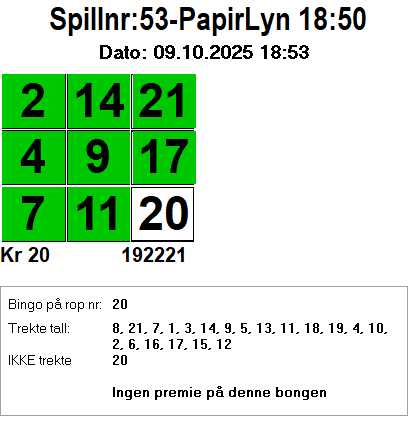 Spillnr:53-PapirLyn 18:50
Dato: 09.10.2025 18:53
2 14 21
4 9 17
7 11 20
Kr 20 192221
Bingo på rop nr: 20
Trekte tall: 8, 21, 7, 1, 3, 14, 9, 5, 13, 11, 18, 19, 4, 10,
2, 6, 16, 17, 15, 12
IKKE trekte 20
Ingen premie på denne bongen